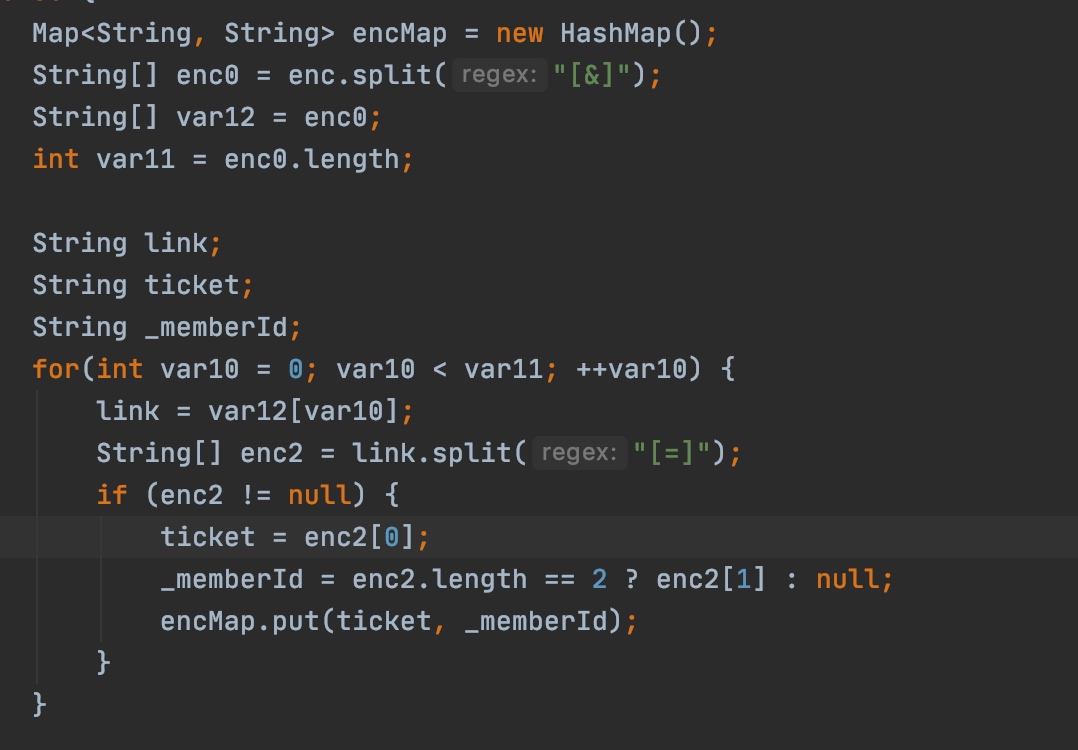 Map<String, String> encMap = new HashMap();
String[] enc0 = enc.split( regex: "[&]");
String[] var12 = enc0;
int var11 = enc0.length;
String link;
String ticket;
String _memberId;
for(int var10 = 0; var10 < var11; ++var10) {
link = var12[var10];
String[] enc2 = link.split( regex: "[=]");
if (enc2 != null) {
ticket = enc2[0];
_memberId = enc2.length == 2 ? enc2[1] : null;
encMap.put(ticket, _memberId);
}
}